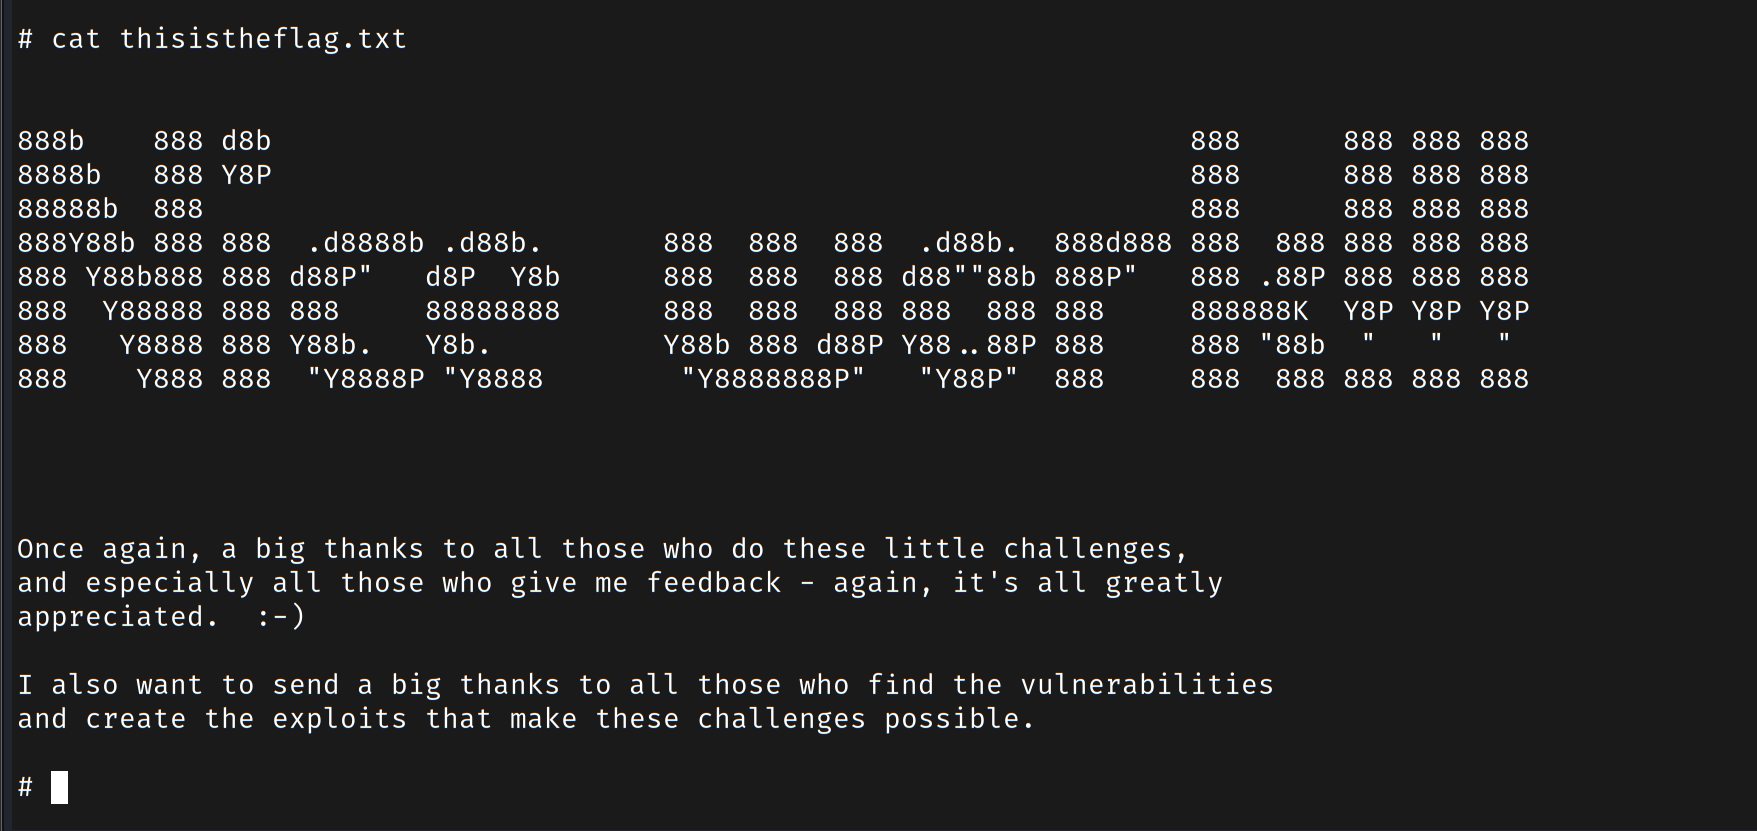 # cat thisistheflag.txt
888b    888 d8b                                                      888      888 888 888
8888b   888 Y8P                                                      888      888 888 888
88888b  888                                                          888      888 888 888
888Y88b 888 888  .d8888b .d88b.       888  888  888  .d88b.  888d888 888  888 888 888 888
888 Y88b888 888 d88P"   d8P  Y8b      888  888  888 d88""88b 888P"   888 .88P 888 888 888
888  Y88888 888 888     88888888      888  888  888 888  888 888     888888K  Y8P Y8P Y8P
888   Y8888 888 Y88b.   Y8b.          Y88b 888 d88P Y88..88P 888     888 "88b  "   "   "
888    Y888 888  "Y8888P "Y8888        "Y8888888P"   "Y88P"  888     888  888 888 888 888
Once again, a big thanks to all those who do these little challenges,
and especially all those who give me feedback - again, it's all greatly
appreciated.  :-)
I also want to send a big thanks to all those who find the vulnerabilities
and create the exploits that make these challenges possible.
#